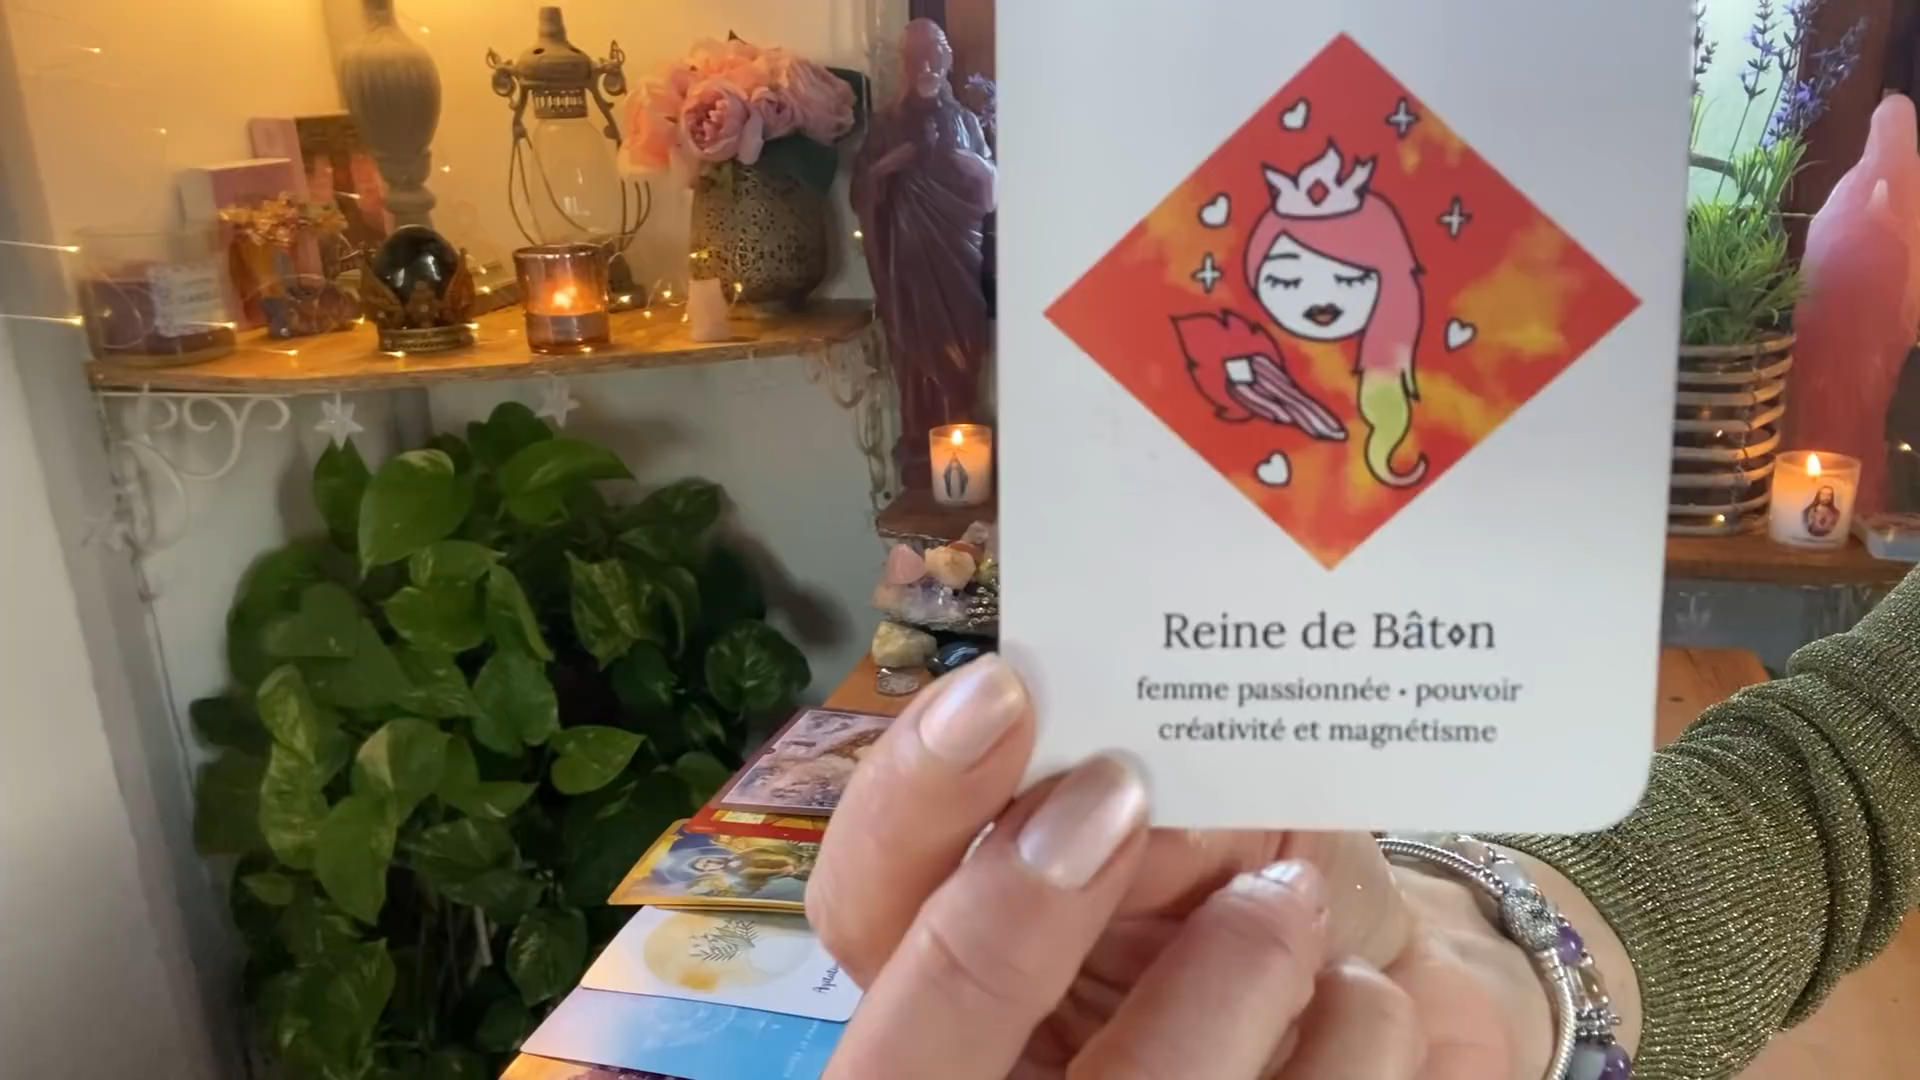 Reine de Bâton
femme passionnée • pouvoir
créativité et magnétisme